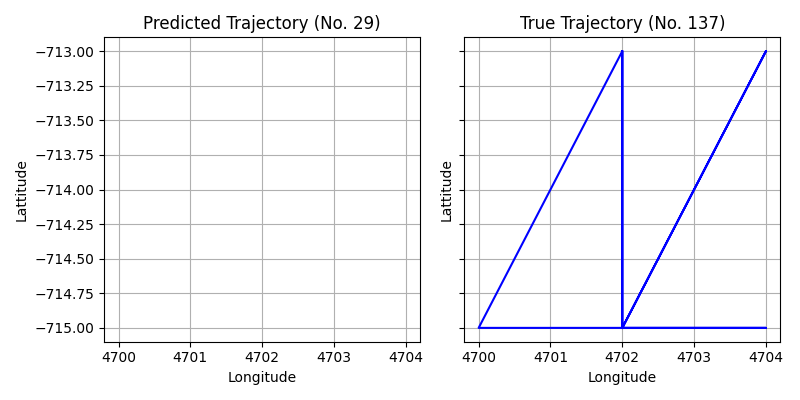 Predicted Trajectory (No. 29)
True Trajectory (No. 137)
Lattitude
−713.00
−713.25
−713.50
−713.75
−714.00
−714.25
−714.50
−714.75
−715.00
4700 4701 4702 4703 4704
Longitude
Lattitude
4700 4701 4702 4703 4704
Longitude